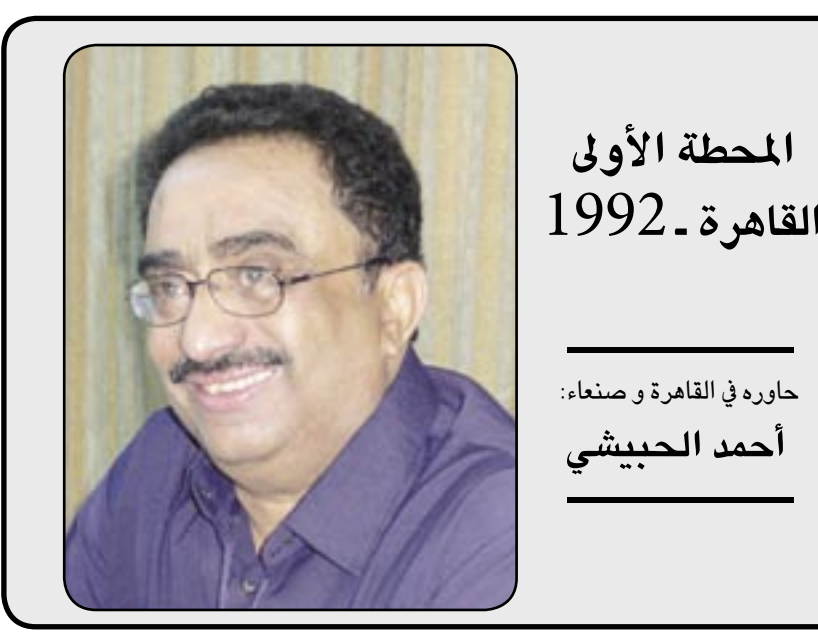 المحطة الأولى
القاهرة ـ 1992
حاوره في القاهرة و صنعاء:
أحمد الحبيشي